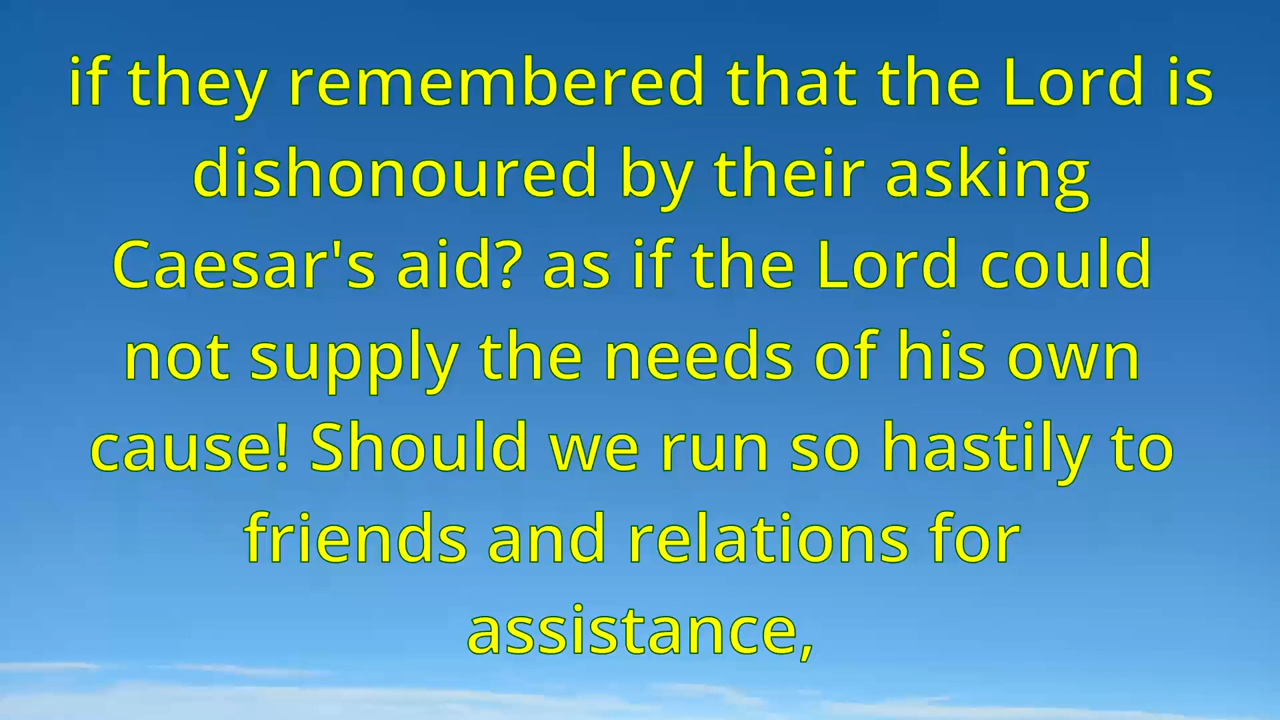 if they remembered that the Lord is
dishonoured by their asking
Caesar's aid? as if the Lord could
not supply the needs of his own
cause! Should we run so hastily to
friends and relations for
assistance,